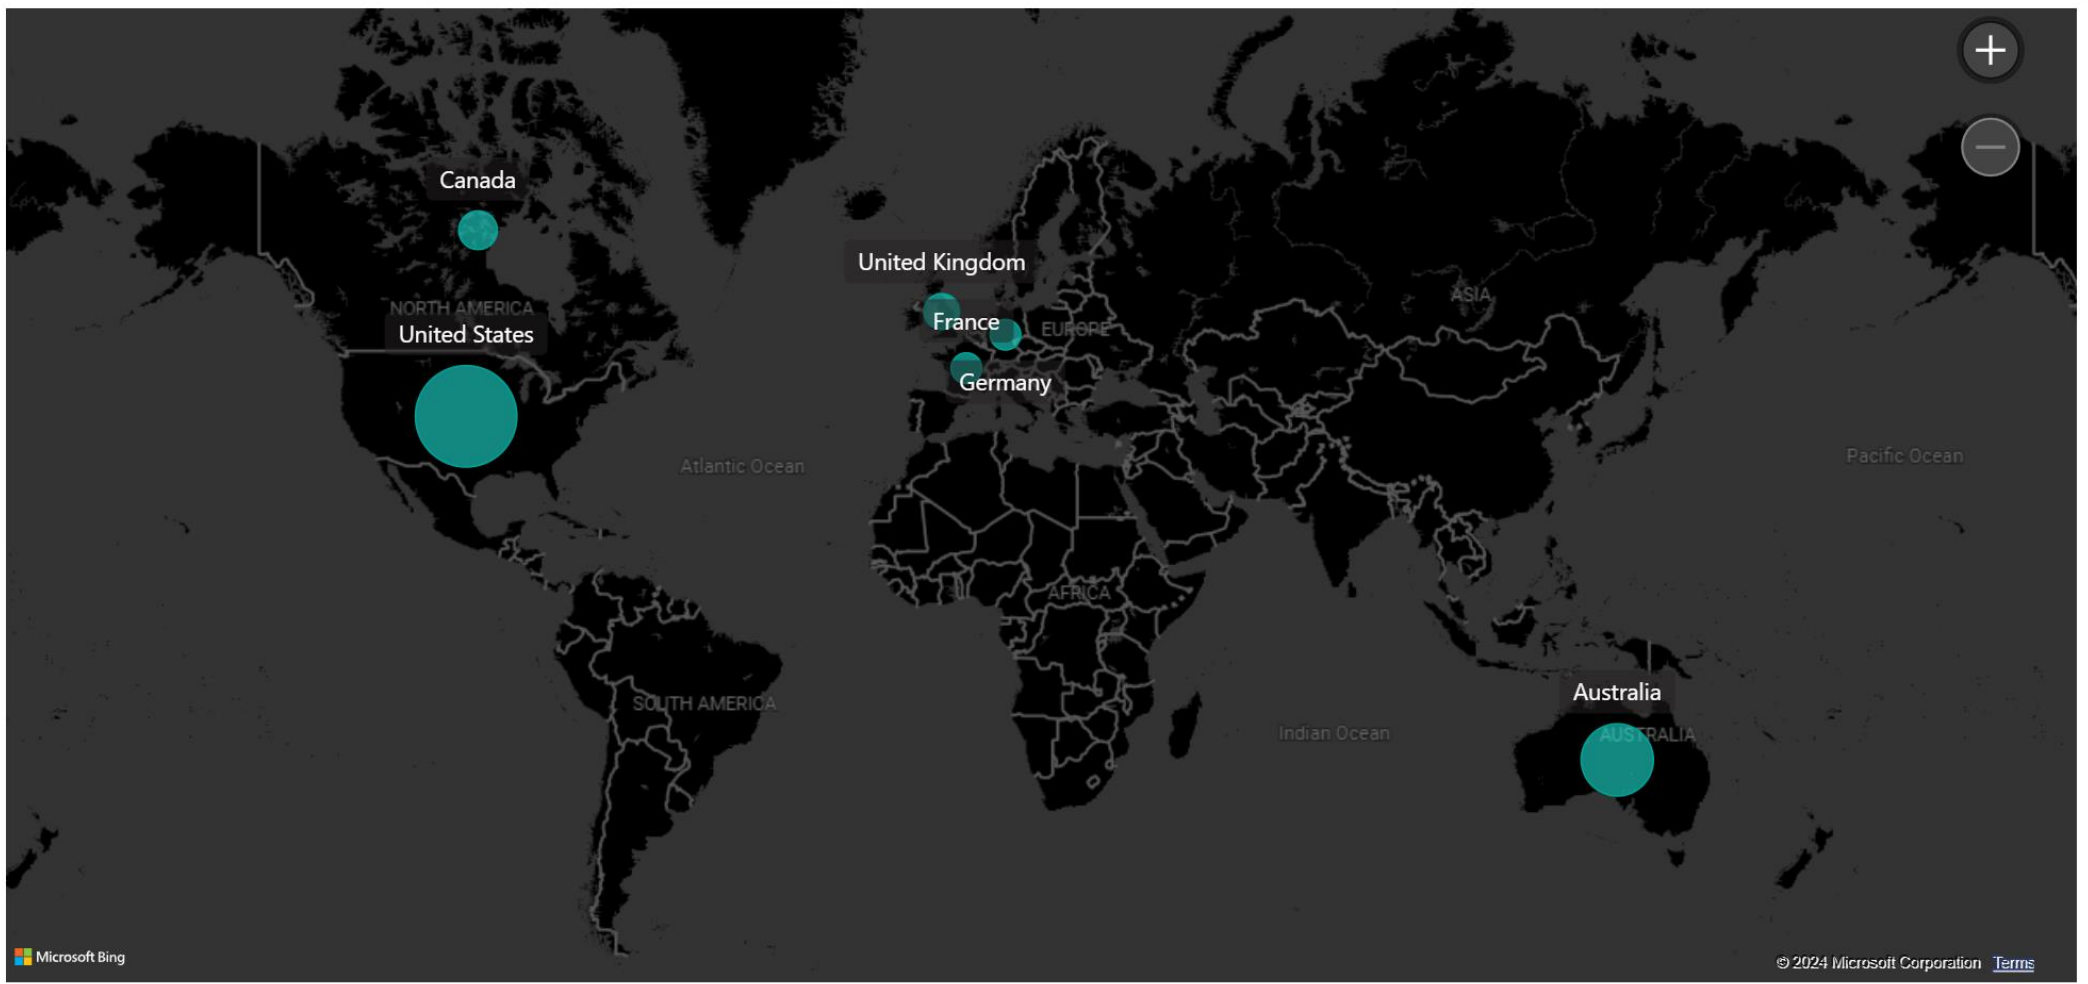 Canada
United Kingdom
NORTH AMERICA
ASIA
United States
France
EUROPE
Germany
Atlantic Ocean
Pacific Ocean
AFRICA
SOUTH AMERICA
Australia
Indian Ocean
AUSTRALIA
Microsoft Bing
© 2024 Microsoft Corporation Terms